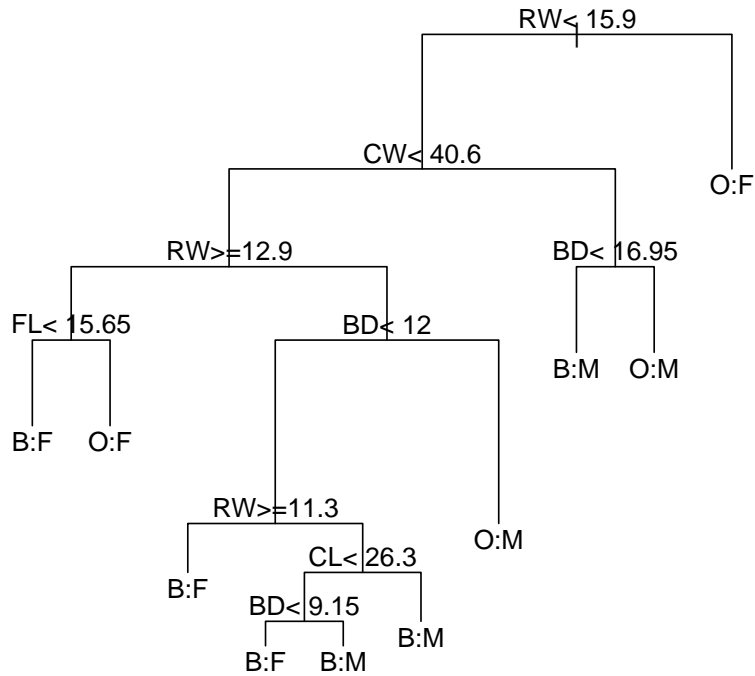 RW< 15.9
CW< 40.6
O:F
RW>=12.9
BD< 16.95
FL< 15.65
BD< 12
B:M
O:M
B:F
O:F
RW>=11.3
O:M
CL< 26.3
B:F
BD< 9.15
B:M
B:F
B:M